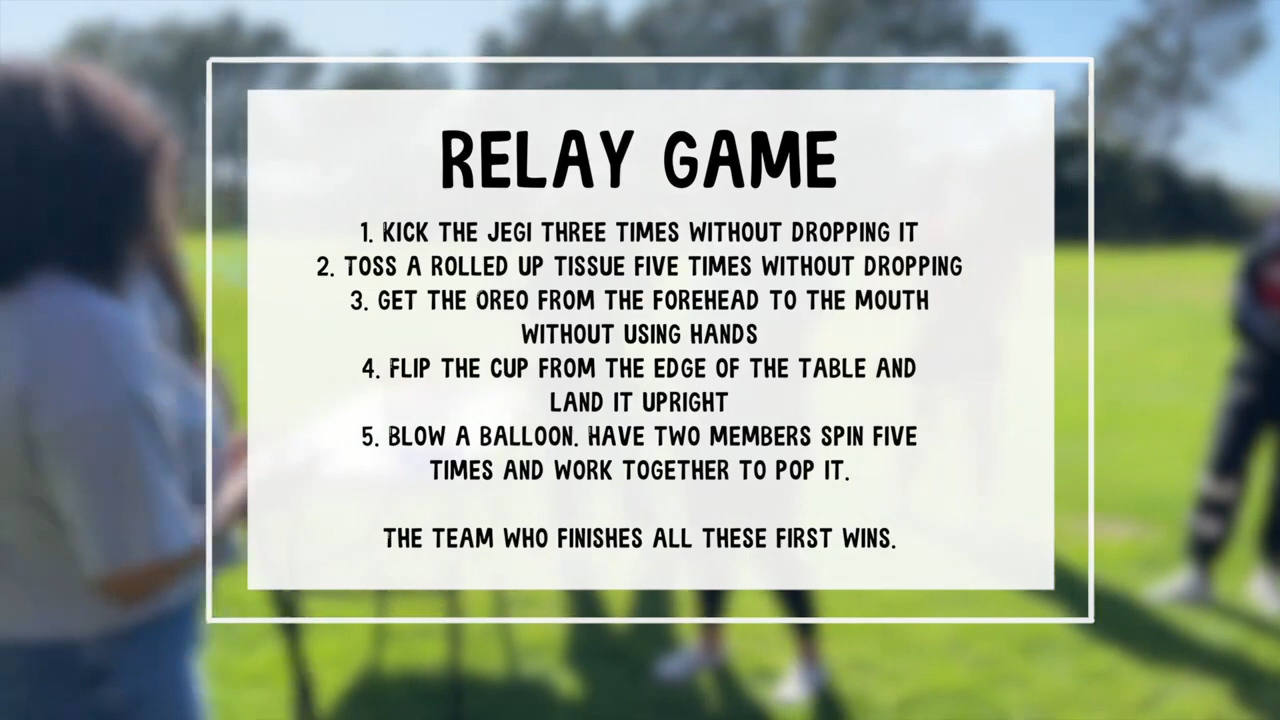 RELAY GAME
1. KICK THE JEGI THREE TIMES WITHOUT DROPPING IT
2. TOSS A ROLLED UP TISSUE FIVE TIMES WITHOUT DROPPING
3. GET THE OREO FROM THE FOREHEAD TO THE MOUTH
WITHOUT USING HANDS
4. FLIP THE CUP FROM THE EDGE OF THE TABLE AND
LAND IT UPRIGHT
5. BLOW A BALLOON. HAVE TWO MEMBERS SPIN FIVE
TIMES AND WORK TOGETHER TO POP IT.
THE TEAM WHO FINISHES ALL THESE FIRST WINS.